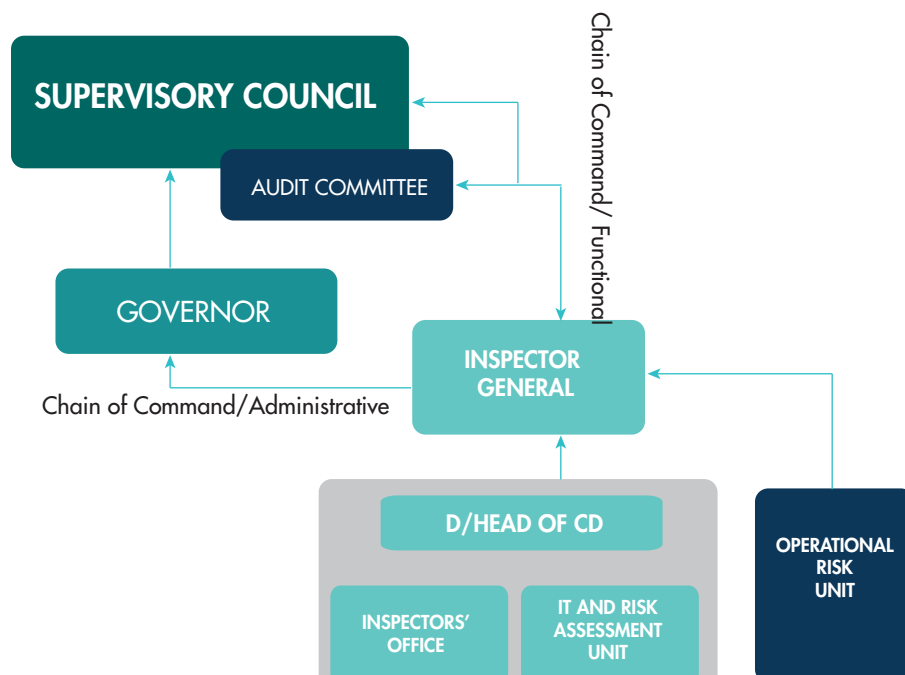 Chain of Command/ Functional
SUPERVISORY COUNCIL
AUDIT COMMITTEE
GOVERNOR
INSPECTOR
GENERAL
Chain of Command/Administrative
D/HEAD OF CD
OPERATIONAL
RISK
UNIT
INSPECTORS'
OFFICE
IT AND RISK
ASSESSMENT
UNIT